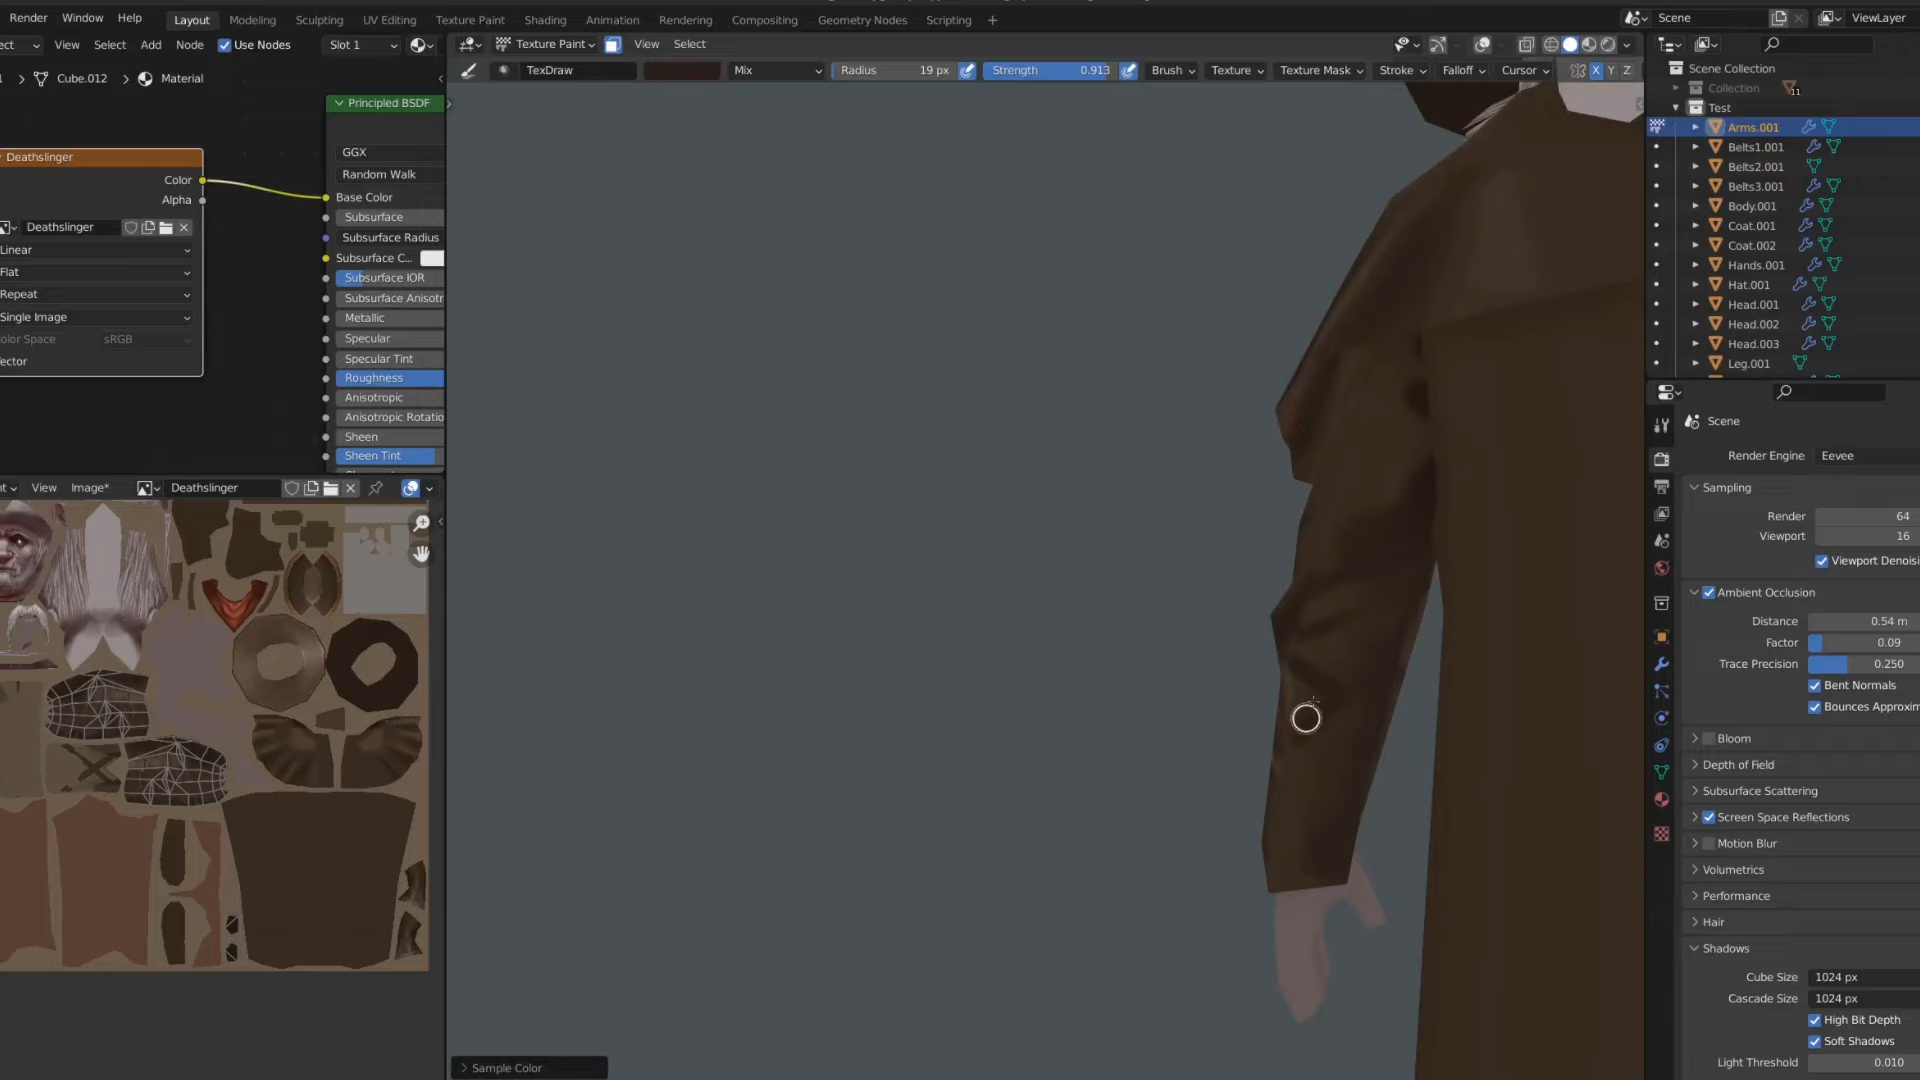 Render Window Help
Layout Modeling Sculpting UV Editing Texture Paint Shading Animation Rendering Compositing Geometry Nodes Scripting +
Scene ViewLayer
View Select Add Node Use Nodes Slot 1
Texture Paint View Select
Cube.012 > Material
TexDraw Mix Radius 19 px Strength 0.913 Brush Texture Texture Mask Stroke Falloff Cursor X Y Z
Principled BSDF
GGX
Random Walk
Base Color
Subsurface
Subsurface Radius
Subsurface C...
Subsurface IOR
Subsurface Anisotr
Metallic
Specular
Specular Tint
Roughness
Anisotropic
Anisotropic Rotatio
Sheen
Sheen Tint
Deathslinger
Color
Alpha
Deathslinger
Linear
Flat
Repeat
Single Image
olor Space sRGB
ector
View Image* Deathslinger
Sample Color
Scene Collection
Collection 11
Test
Arms.001
Belts1.001
Belts2.001
Belts3.001
Body.001
Coat.001
Coat.002
Hands.001
Hat.001
Head.001
Head.002
Head.003
Leg.001
Scene
Render Engine Eevee
Sampling
Render 64
Viewport 16
Viewport Denoisi
Ambient Occlusion
Distance 0.54 m
Factor 0.09
Trace Precision 0.250
Bent Normals
Bounces Approxim
Bloom
Depth of Field
Subsurface Scattering
Screen Space Reflections
Motion Blur
Volumetrics
Performance
Hair
Shadows
Cube Size 1024 px
Cascade Size 1024 px
High Bit Depth
Soft Shadows
Light Threshold 0.010